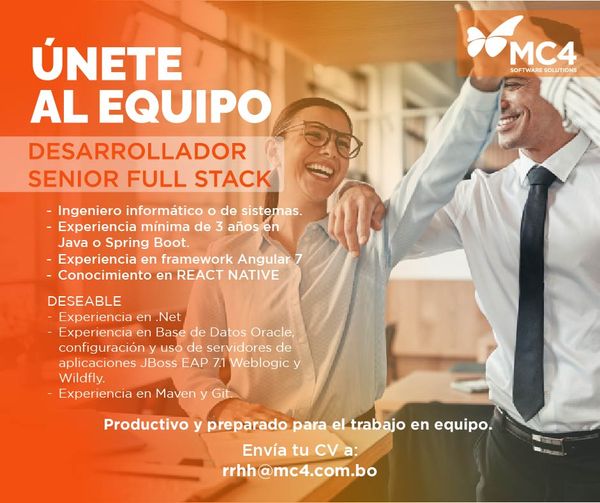 MC4
SOFTWARE SOLUTIONS
ÚNETE
AL EQUIPO
DESARROLLADOR
SENIOR FULL STACK
- Ingeniero informático o de sistemas.
- Experiencia mínima de 3 años en
Java o Spring Boot.
- Experiencia en framework Angular 7
- Conocimiento en REACT NATIVE
DESEABLE
- Experiencia en .Net
- Experiencia en Base de Datos Oracle,
configuración y uso de servidores de
aplicaciones JBoss EAP 7.1 Weblogic y
Wildfly.
- Experiencia en Maven y Git.
Productivo y preparado para el trabajo en equipo.
Envía tu CV a:
rrhh@mc4.com.bo